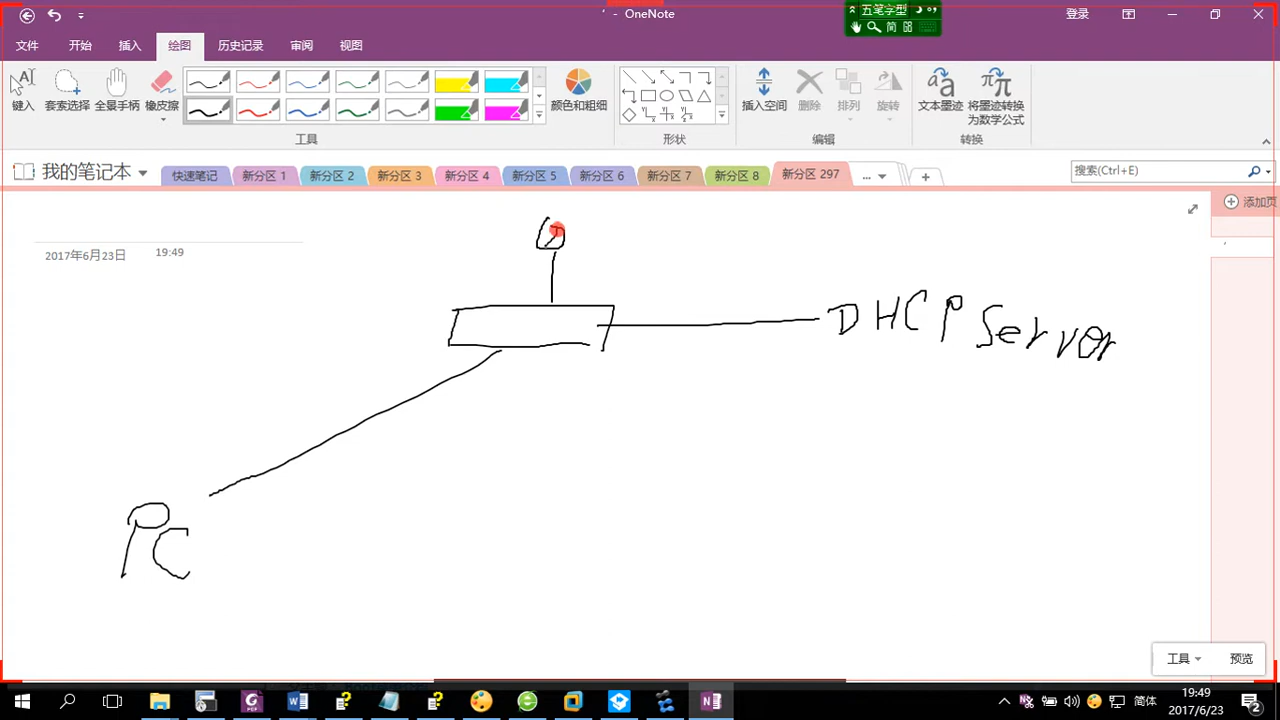 - OneNote
五笔字型
简
登录
文件
开始
插入
绘图
历史记录
审阅
视图
键入
套索选择
全景手柄
橡皮擦
颜色和粗细
插入空间
删除
排列
旋转
文本墨迹
将墨迹转换
为数学公式
工具
形状
编辑
转换
我的笔记本
快速笔记
新分区 1
新分区 2
新分区 3
新分区 4
新分区 5
新分区 6
新分区 7
新分区 8
新分区 297
...
搜索(Ctrl+E)
添加页
2017年6月23日
19:49
DHCP Server
PC
工具
预览
简体
19:49
2017/6/23
2